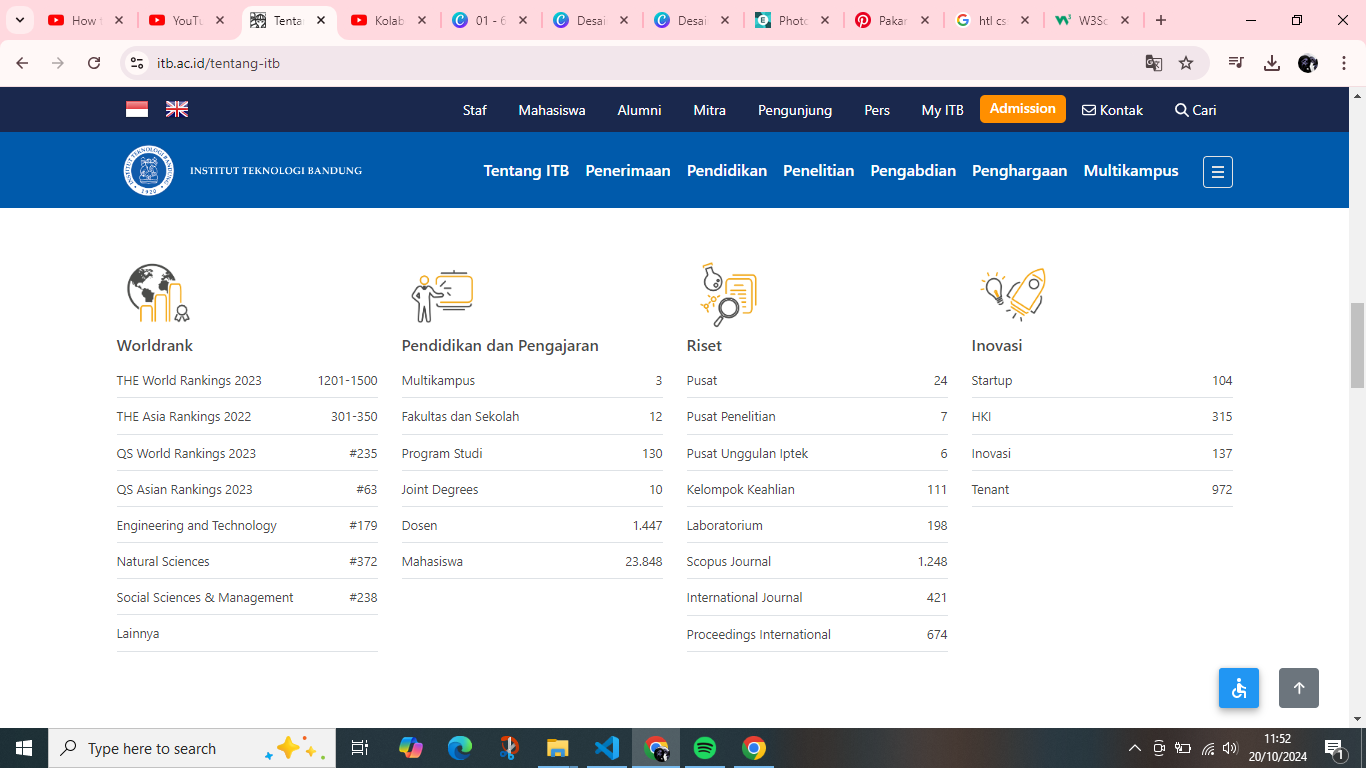 How t
YouTu
Tenta
Kolab
01 - 6
Desai
Desai
Photo
Pakar
htl cs
W3Sc
itb.ac.id/tentang-itb
Staf Mahasiswa Alumni Mitra Pengunjung Pers My ITB Admission Kontak Cari
INSTITUT TEKNOLOGI BANDUNG
Tentang ITB Penerimaan Pendidikan Penelitian Pengabdian Penghargaan Multikampus
Worldrank
THE World Rankings 2023 1201-1500
THE Asia Rankings 2022 301-350
QS World Rankings 2023 #235
QS Asian Rankings 2023 #63
Engineering and Technology #179
Natural Sciences #372
Social Sciences & Management #238
Lainnya
Pendidikan dan Pengajaran
Multikampus 3
Fakultas dan Sekolah 12
Program Studi 130
Joint Degrees 10
Dosen 1.447
Mahasiswa 23.848
Riset
Pusat 24
Pusat Penelitian 7
Pusat Unggulan Iptek 6
Kelompok Keahlian 111
Laboratorium 198
Scopus Journal 1.248
International Journal 421
Proceedings International 674
Inovasi
Startup 104
HKI 315
Inovasi 137
Tenant 972
Type here to search
11:52
20/10/2024
1